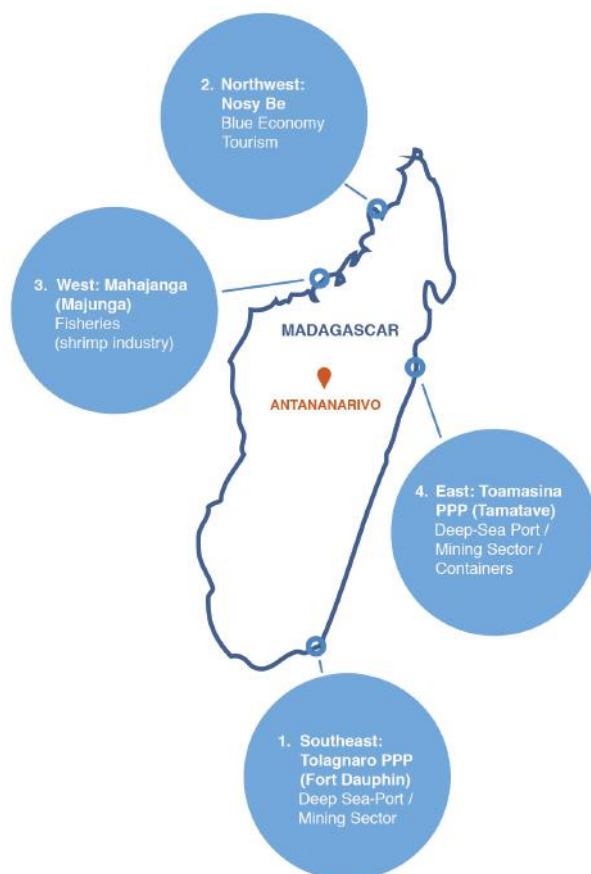 2. Northwest:
Nosy Be
Blue Economy
Tourism
3. West: Mahajanga
(Majunga)
Fisheries
(shrimp industry)
MADAGASCAR
ANTANANARIVO
4. East: Toamasina
PPP (Tamatave)
Deep-Sea Port /
Mining Sector /
Containers
1. Southeast:
Tolagnaro PPP
(Fort Dauphin)
Deep Sea-Port /
Mining Sector